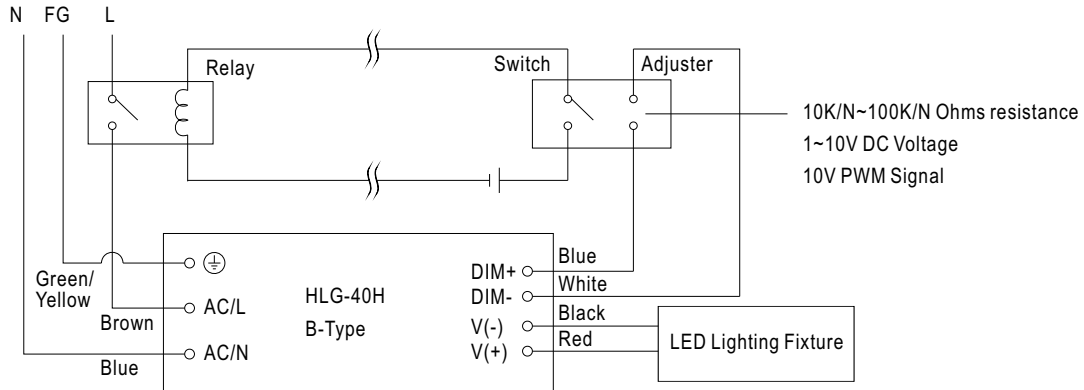 N FG L
Relay
Switch
Adjuster
10K/N~100K/N Ohms resistance
1~10V DC Voltage
10V PWM Signal
Green/
Yellow
Brown
Blue
AC/L
AC/N
HLG-40H
B-Type
DIM+
DIM-
V(-)
V(+)
Blue
White
Black
Red
LED Lighting Fixture